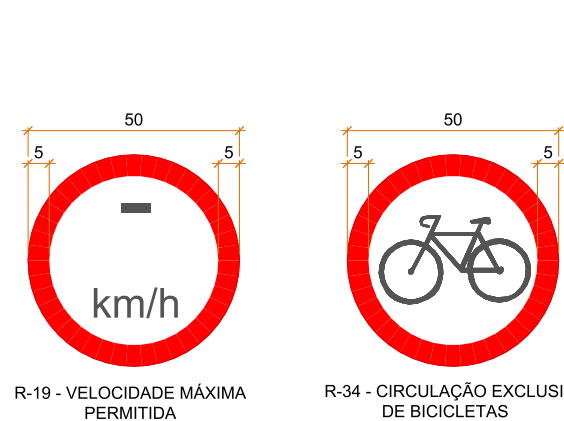 50
5
5
km/h
R-19 - VELOCIDADE MÁXIMA
PERMITIDA
50
5
5
R-34 - CIRCULAÇÃO EXCLUSI
DE BICICLETAS